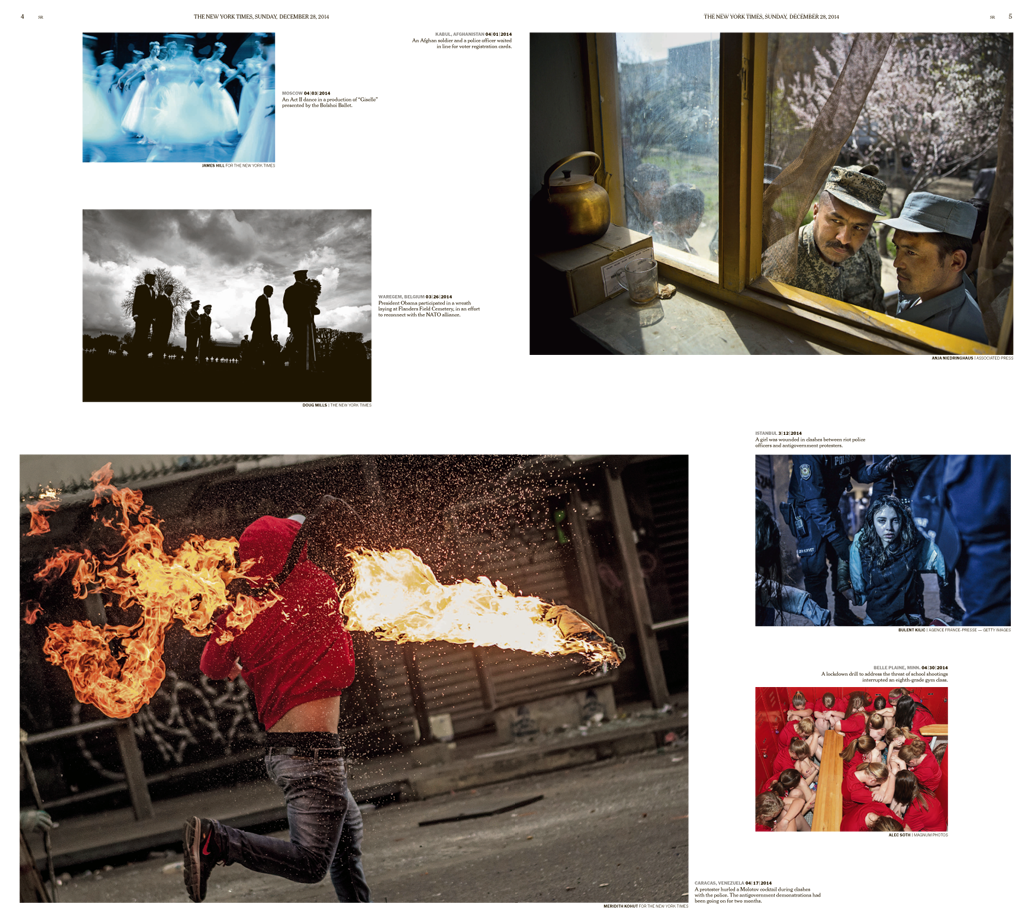 4
SR
THE NEW YORK TIMES, SUNDAY, DECEMBER 28, 2014
THE NEW YORK TIMES, SUNDAY, DECEMBER 28, 2014
SR
5
MOSCOW 04|03|2014
An Act II dance in a production of “Giselle”
presented by the Bolshoi Ballet.
JAMES HILL FOR THE NEW YORK TIMES
KABUL, AFGHANISTAN 04|01|2014
An Afghan soldier and a police officer waited
in line for voter registration cards.
ANJA NIEDRINGHAUS | ASSOCIATED PRESS
WAREGEM, BELGIUM 03|26|2014
President Obama participated in a wreath
laying at Flanders Field Cemetery, in an effort
to reconnect with the NATO alliance.
DOUG MILLS | THE NEW YORK TIMES
ISTANBUL 3|12|2014
A girl was wounded in clashes between riot police
officers and antigovernment protesters.
BULENT KILIC | AGENCE FRANCE-PRESSE — GETTY IMAGES
BELLE PLAINE, MINN. 04|30|2014
A lockdown drill to address the threat of school shootings
interrupted an eighth-grade gym class.
ALEC SOTH | MAGNUM PHOTOS
CARACAS, VENEZUELA 04|17|2014
A protester hurled a Molotov cocktail during clashes
with the police. The antigovernment demonstrations had
been going on for two months.
MERIDITH KOHUT FOR THE NEW YORK TIMES